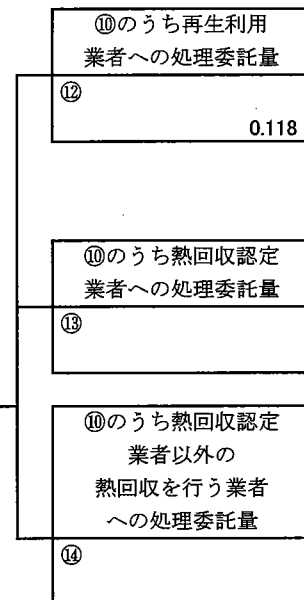 ⑩のうち再生利用
業者への処理委託量
⑫
0.118
⑩のうち熱回収認定
業者への処理委託量
⑬
⑩のうち熱回収認定
業者以外の
熱回収を行う業者
への処理委託量
⑭